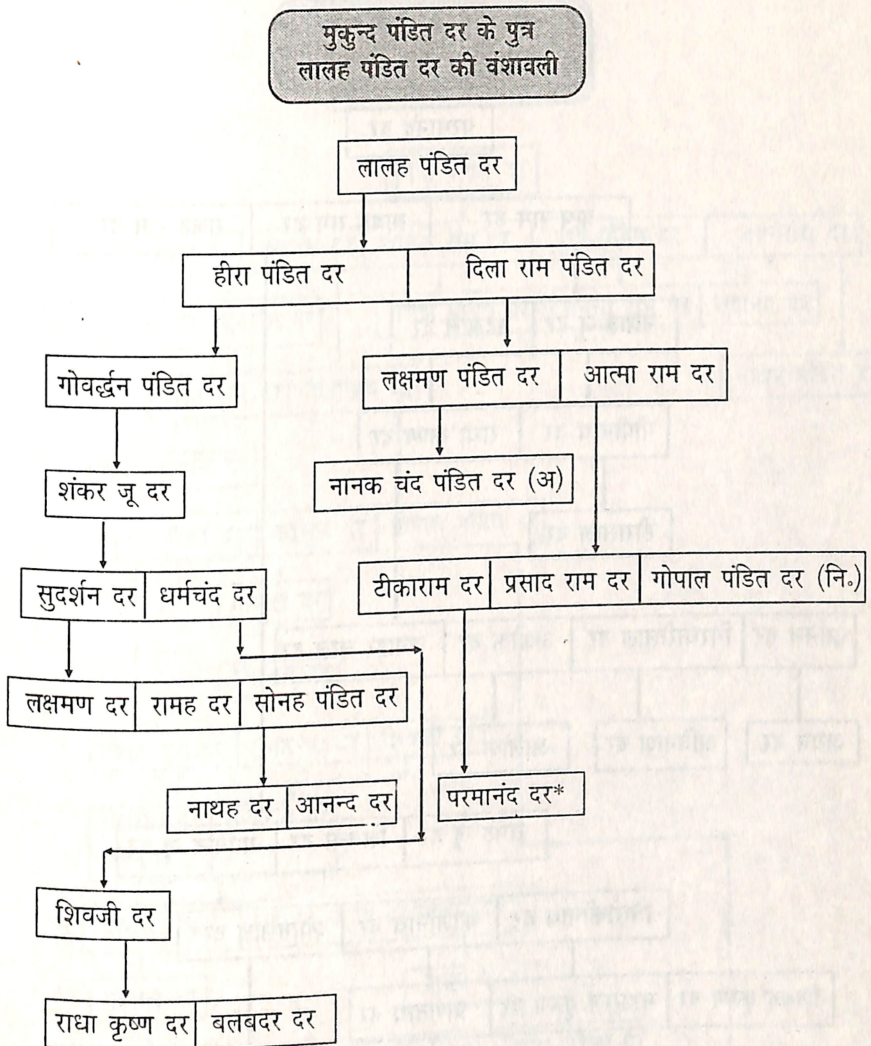 मुकुन्द पंडित दर के पुत्र
लालह पंडित दर की वंशावली
लालह पंडित दर
हीरा पंडित दर दिला राम पंडित दर
गोवर्द्धन पंडित दर लक्षमण पंडित दर आत्मा राम दर
शंकर जू दर नानक चंद पंडित दर (अ)
सुदर्शन दर धर्मचंद दर टीकाराम दर प्रसाद राम दर गोपाल पंडित दर (नि॰)
लक्षमण दर रामह दर सोनह पंडित दर
नाथह दर आनन्द दर परमानंद दर*
शिवजी दर
राधा कृष्ण दर बलबदर दर